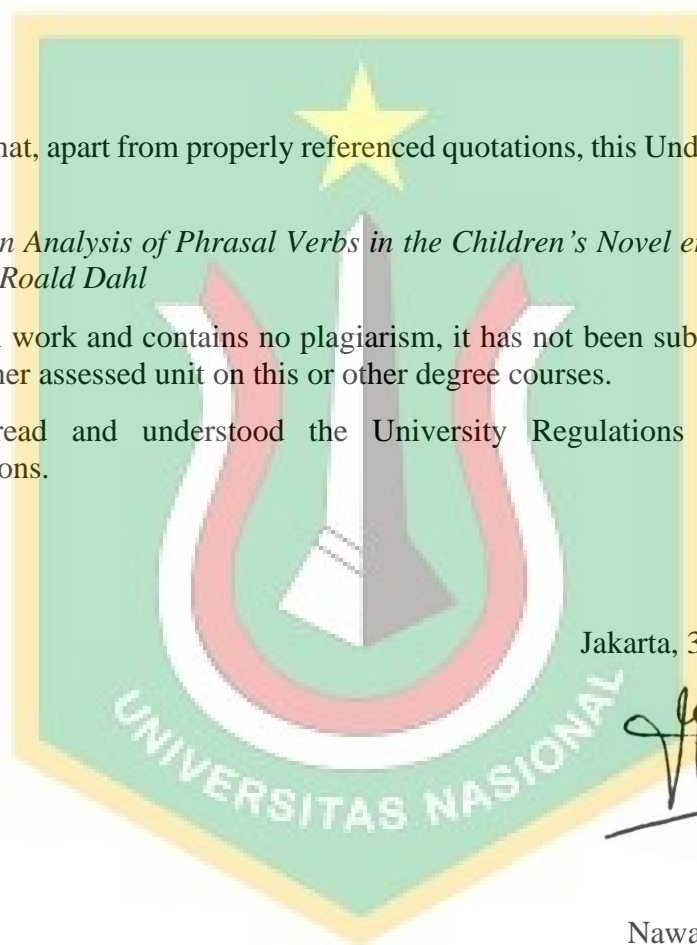 hat, apart from properly referenced quotations, this Und
n Analysis of Phrasal Verbs in the Children's Novel en
Roald Dahl
work and contains no plagiarism, it has not been sub
her assessed unit on this or other degree courses.
read and understood the University Regulations
ons.
Jakarta, 3
UNIVERSITAS NASIONAL
Nawa